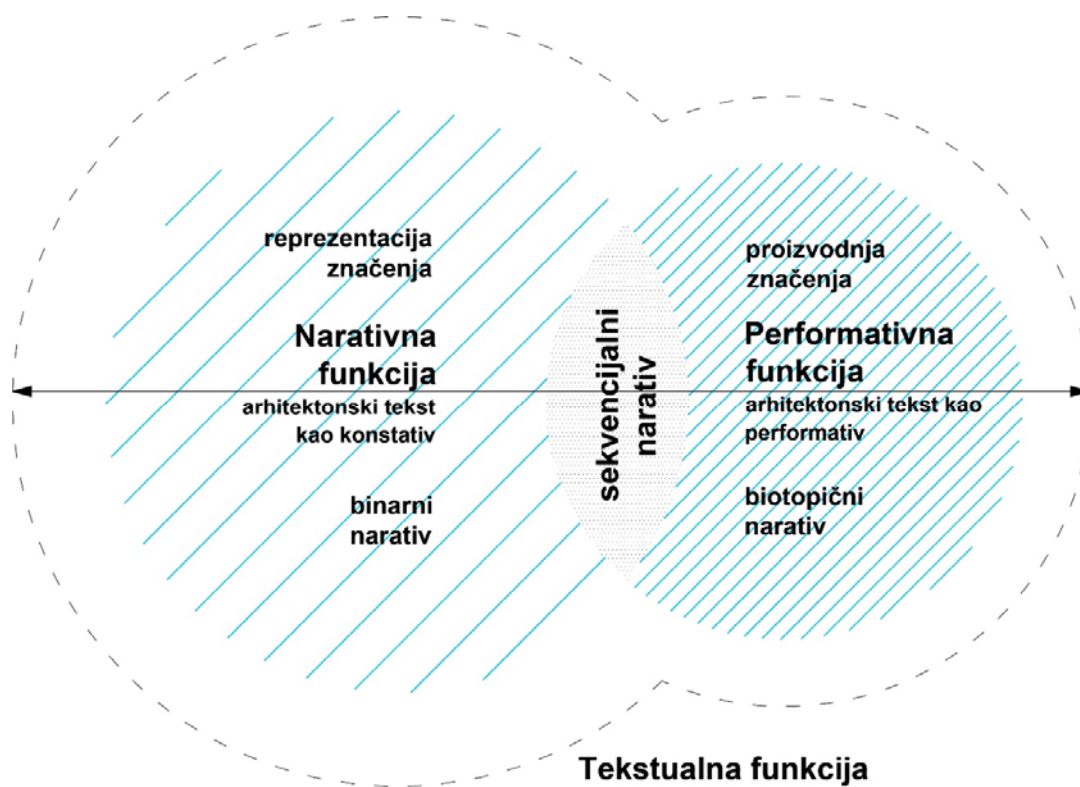 reprezentacija
značenja
Narativna
funkcija
arhitektonski tekst
kao konstativ
binarni
narativ
sekvencijalni
narativ
proizvodnja
značenja
Performativna
funkcija
arhitektonski tekst kao
performativ
biotopični
narativ
Tekstualna funkcija